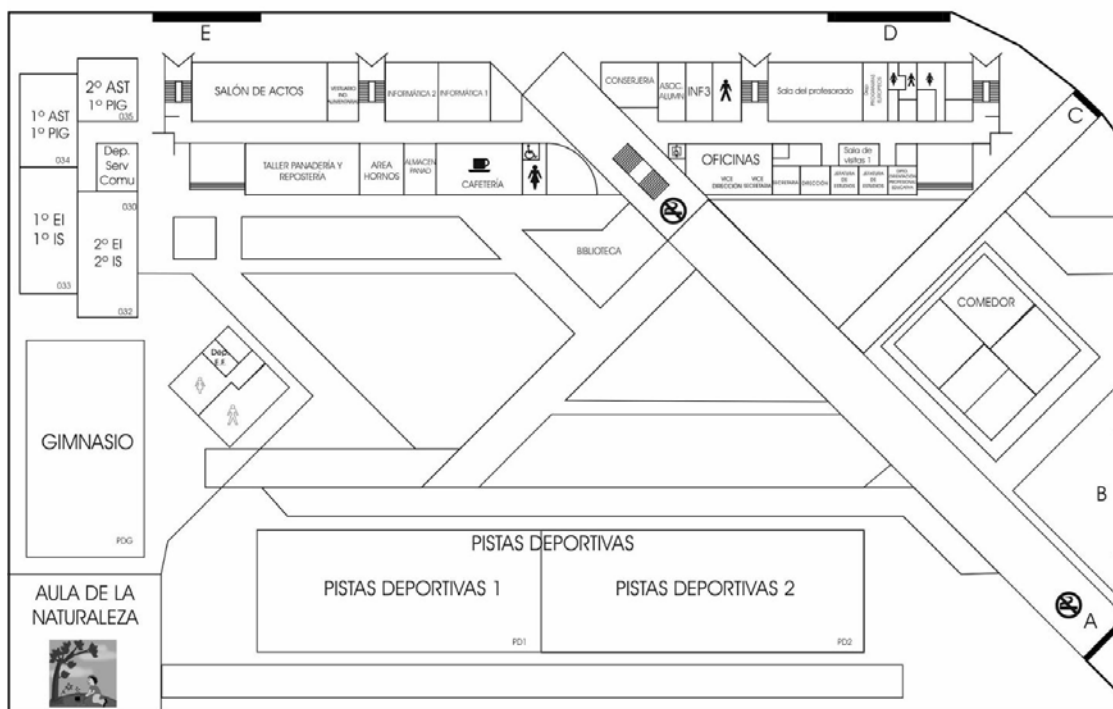 E
D
C
2º AST
1º PIG
035
1º AST
1º PIG
034
Dep.
Serv
Comu
030
1º EI
1º IS
033
2º EI
2º IS
032
SALÓN DE ACTOS
INFORMÁTICA 2
INFORMÁTICA 1
CONSERJERIA
ASOC.
ALUMN
INF3
Sala del profesorado
TALLER PANADERÍA Y
REPOSTERÍA
AREA
HORNOS
ALMACEN
PANAD
CAFETERÍA
OFICINAS
VICE
DIRECCIÓN
VICE
SECRETARIA
SECRETARIA
DIRECCIÓN
Sala de
visitas 1
JEFATURA DE
ESTUDIOS
JEFATURA DE
ESTUDIOS
BIBLIOTECA
COMEDOR
Dep.
E.F.
GIMNASIO
PDG
B
PISTAS DEPORTIVAS
PISTAS DEPORTIVAS 1
PD1
PISTAS DEPORTIVAS 2
PD2
A
AULA DE LA
NATURALEZA